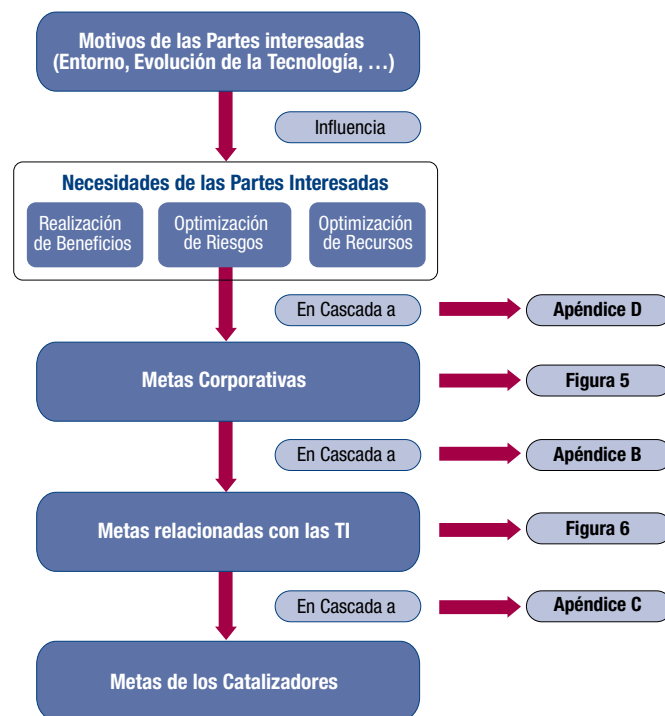 Motivos de las Partes interesadas
(Entorno, Evolución de la Tecnología, …)
Influencia
Necesidades de las Partes Interesadas
Realización
de Beneficios
Optimización
de Riesgos
Optimización
de Recursos
En Cascada a
Apéndice D
Metas Corporativas
Figura 5
En Cascada a
Apéndice B
Metas relacionadas con las TI
Figura 6
En Cascada a
Apéndice C
Metas de los Catalizadores